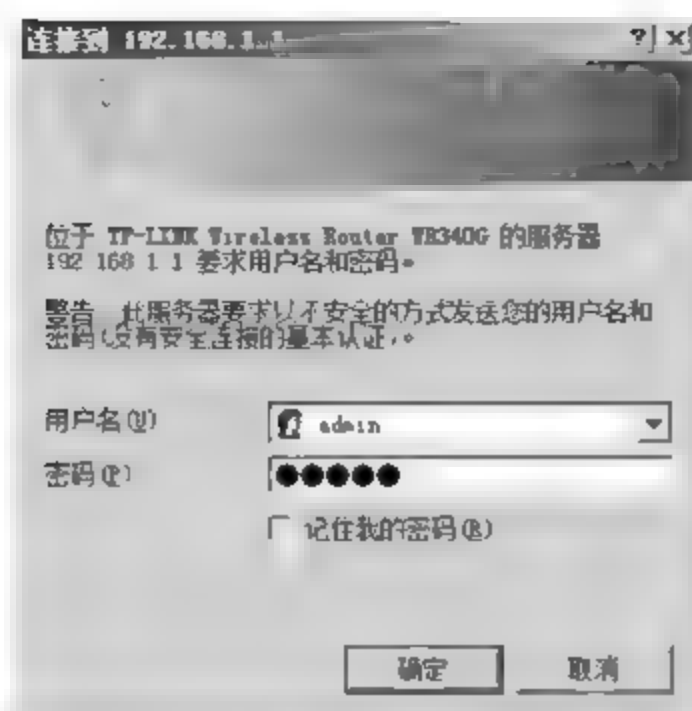 连接到 192.168.1.1
位于 TP-LINK Wireless Router WR340G 的服务器
192 168 1 1 要求用户名和密码。
警告 此服务器要求以不安全的方式发送您的用户名和
密码(没有安全连接的基本认证)。
用户名(U)
admin
密码(P)
记住我的密码(R)
确定 取消